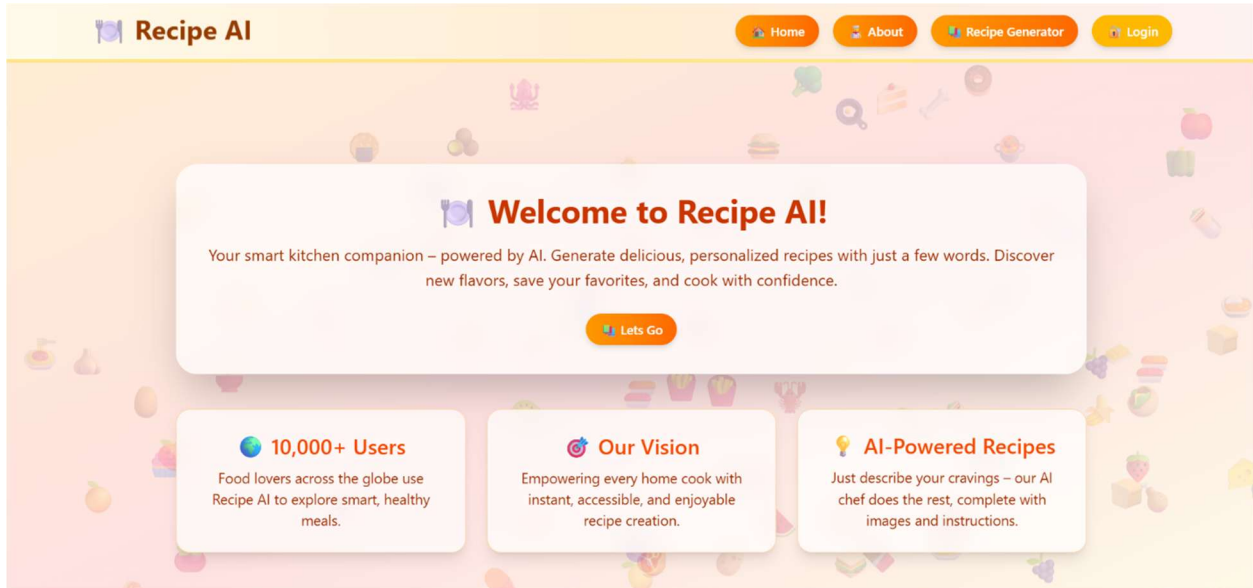 Recipe AI
Home
About
Recipe Generator
Login
Welcome to Recipe AI!
Your smart kitchen companion – powered by AI. Generate delicious, personalized recipes with just a few words. Discover
new flavors, save your favorites, and cook with confidence.
Lets Go
10,000+ Users
Food lovers across the globe use
Recipe AI to explore smart, healthy
meals.
Our Vision
Empowering every home cook with
instant, accessible, and enjoyable
recipe creation.
AI-Powered Recipes
Just describe your cravings – our AI
chef does the rest, complete with
images and instructions.